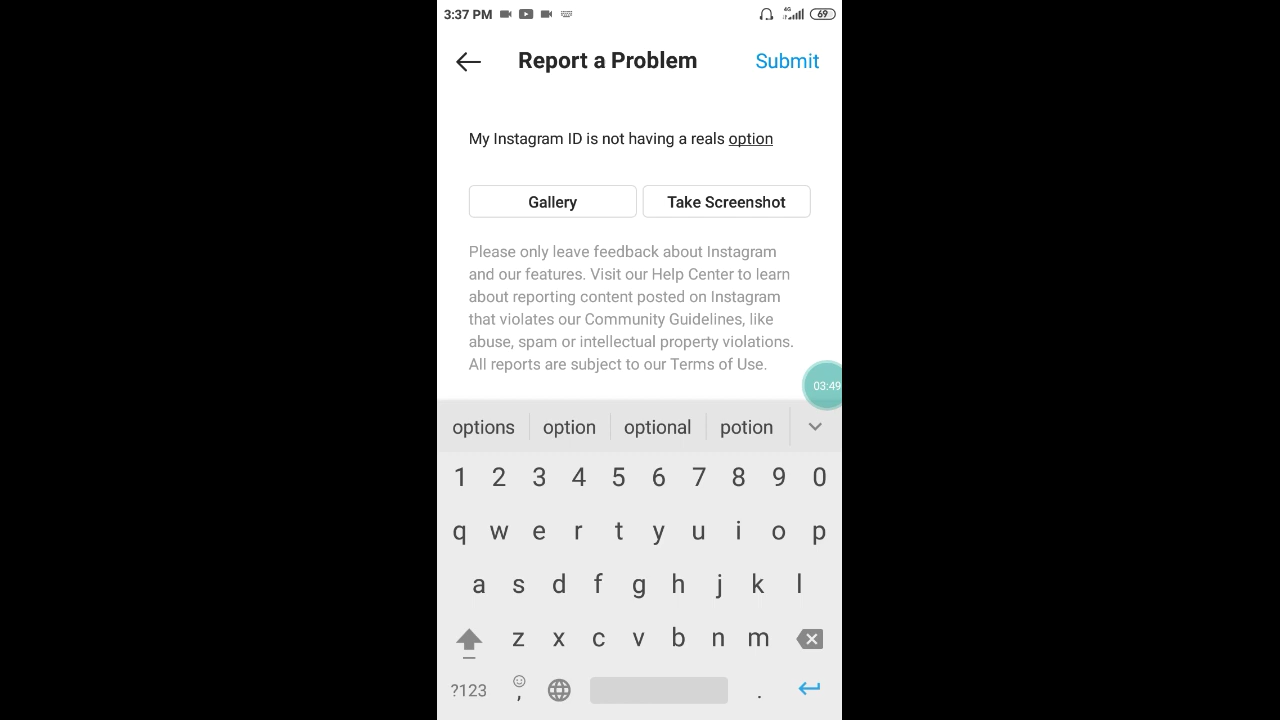 3:37 PM 4G 69
Report a Problem Submit
My Instagram ID is not having a reals option
Gallery Take Screenshot
Please only leave feedback about Instagram
and our features. Visit our Help Center to learn
about reporting content posted on Instagram
that violates our Community Guidelines, like
abuse, spam or intellectual property violations.
All reports are subject to our Terms of Use.
03:49
options option optional potion
1 2 3 4 5 6 7 8 9 0
q w e r t y u i o p
a s d f g h j k l
z x c v b n m
?123 , .